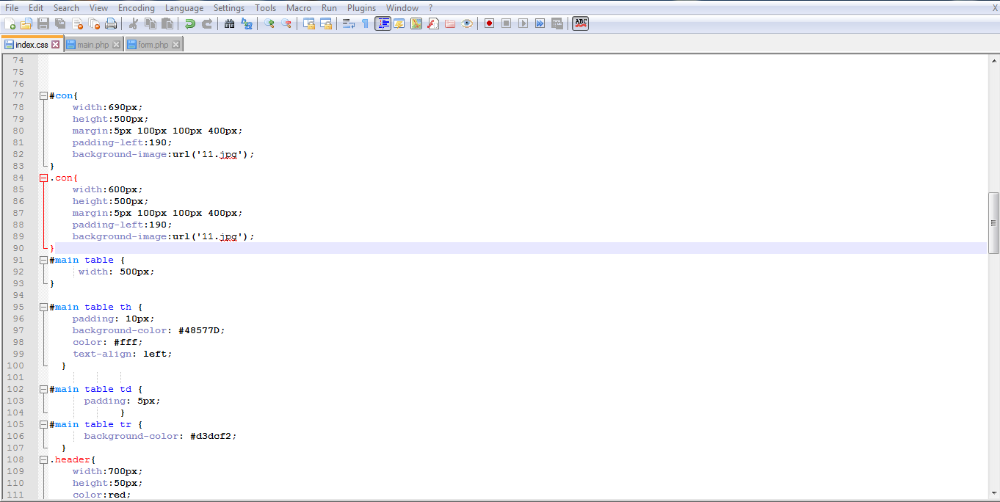 File Edit Search View Encoding Language Settings Tools Macro Run Plugins Window ? X
ABC
index.css main.php form.php
74
75
76
77 #con{
78 width:690px;
79 height:500px;
80 margin:5px 100px 100px 400px;
81 padding-left:190;
82 background-image:url('11.jpg');
83 }
84 .con{
85 width:600px;
86 height:500px;
87 margin:5px 100px 100px 400px;
88 padding-left:190;
89 background-image:url('11.jpg');
90 }
91 #main table {
92 width: 500px;
93 }
94
95 #main table th {
96 padding: 10px;
97 background-color: #48577D;
98 color: #fff;
99 text-align: left;
100 }
101
102 #main table td {
103 padding: 5px;
104 }
105 #main table tr {
106 background-color: #d3dcf2;
107 }
108 .header{
109 width:700px;
110 height:50px;
111 color:red;